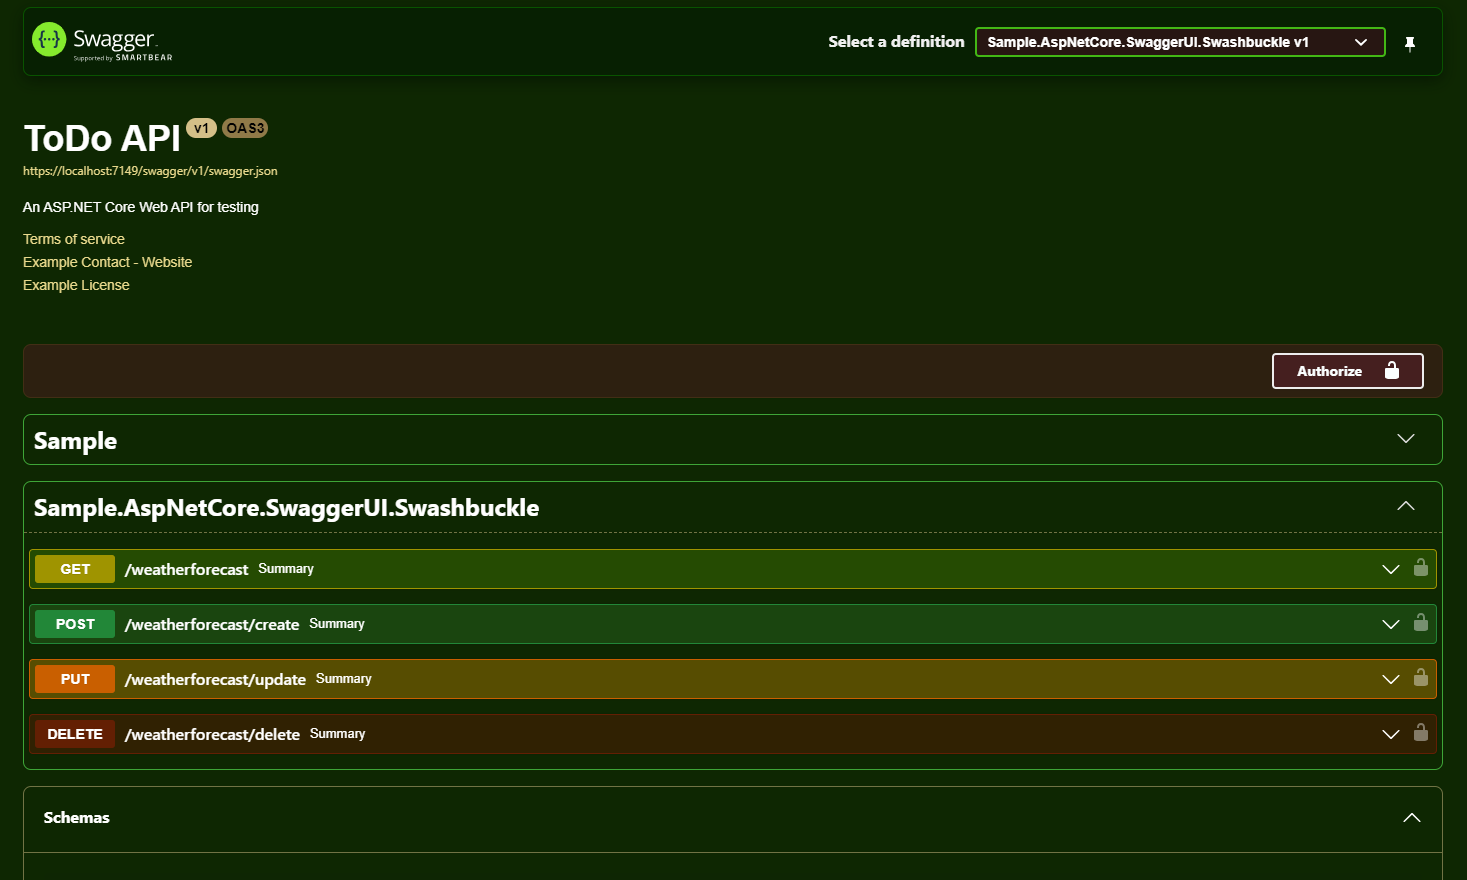 Swagger
Supported by SMARTBEAR
Select a definition
Sample.AspNetCore.SwaggerUI.Swashbuckle v1
ToDo API v1 OAS3
https://localhost:7149/swagger/v1/swagger.json
An ASP.NET Core Web API for testing
Terms of service
Example Contact - Website
Example License
Authorize
Sample
Sample.AspNetCore.SwaggerUI.Swashbuckle
GET /weatherforecast Summary
POST /weatherforecast/create Summary
PUT /weatherforecast/update Summary
DELETE /weatherforecast/delete Summary
Schemas